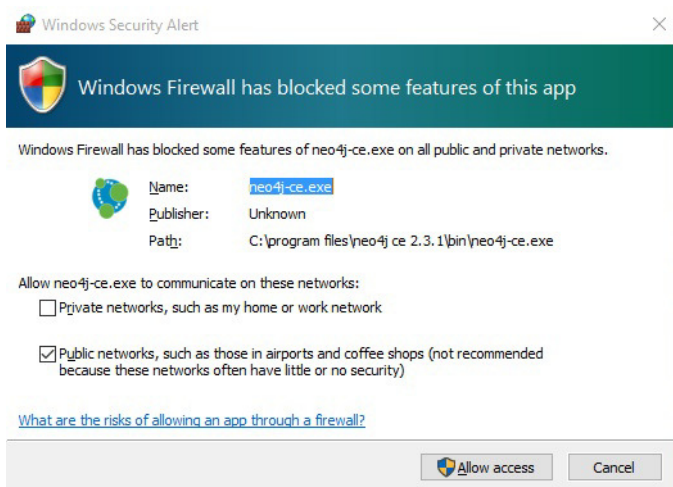 Windows Security Alert
Windows Firewall has blocked some features of this app
Windows Firewall has blocked some features of neo4j-ce.exe on all public and private networks.
Name: neo4j-ce.exe
Publisher: Unknown
Path: C:\program files\neo4j ce 2.3.1\bin\neo4j-ce.exe
Allow neo4j-ce.exe to communicate on these networks:
Private networks, such as my home or work network
Public networks, such as those in airports and coffee shops (not recommended
because these networks often have little or no security)
What are the risks of allowing an app through a firewall?
Allow access Cancel